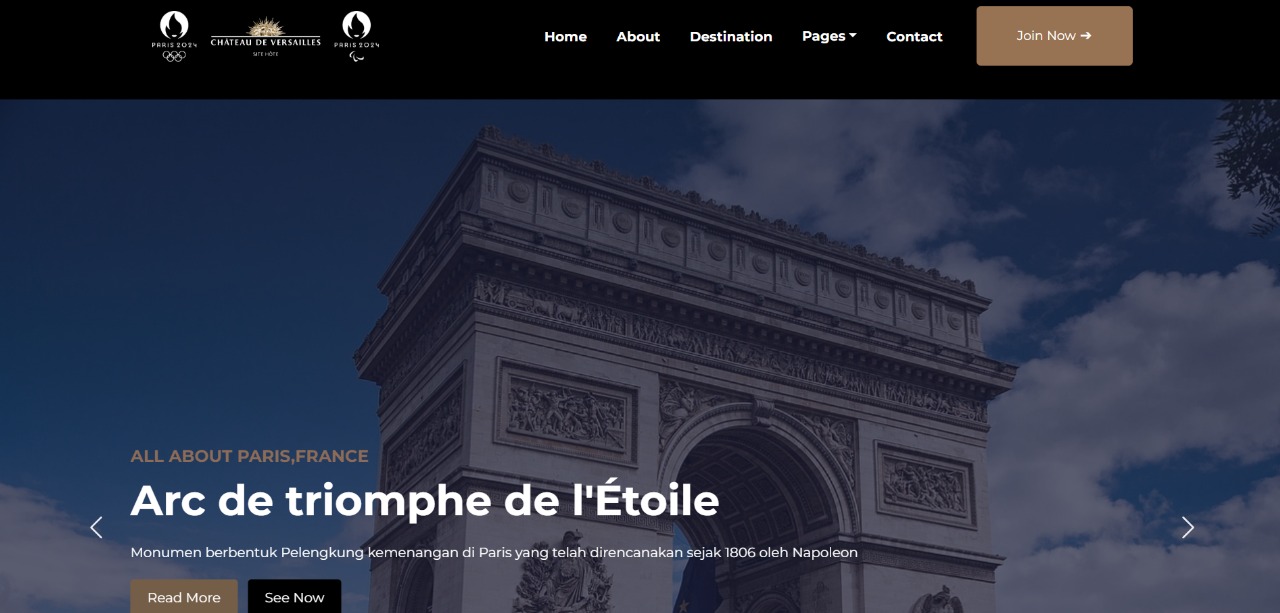 PARIS 2024
CHÂTEAU DE VERSAILLES
SITE HÔTE
PARIS 2024
Home
About
Destination
Pages
Contact
Join Now ➔
ALL ABOUT PARIS,FRANCE
Arc de triomphe de l'Étoile
Monumen berbentuk Pelengkung kemenangan di Paris yang telah direncanakan sejak 1806 oleh Napoleon
Read More
See Now